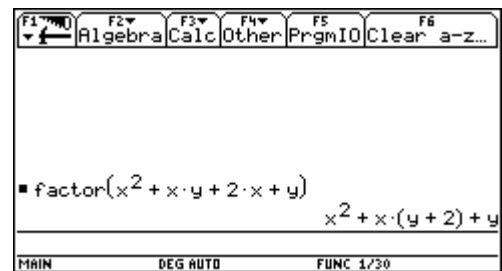 F1 F2 F3 F4 F5 F6
Algebra Calc Other PrgmIO Clear a-z…
▪ factor(x² + x·y + 2·x + y)
x² + x·(y + 2) + y
MAIN DEG AUTO FUNC 1/30